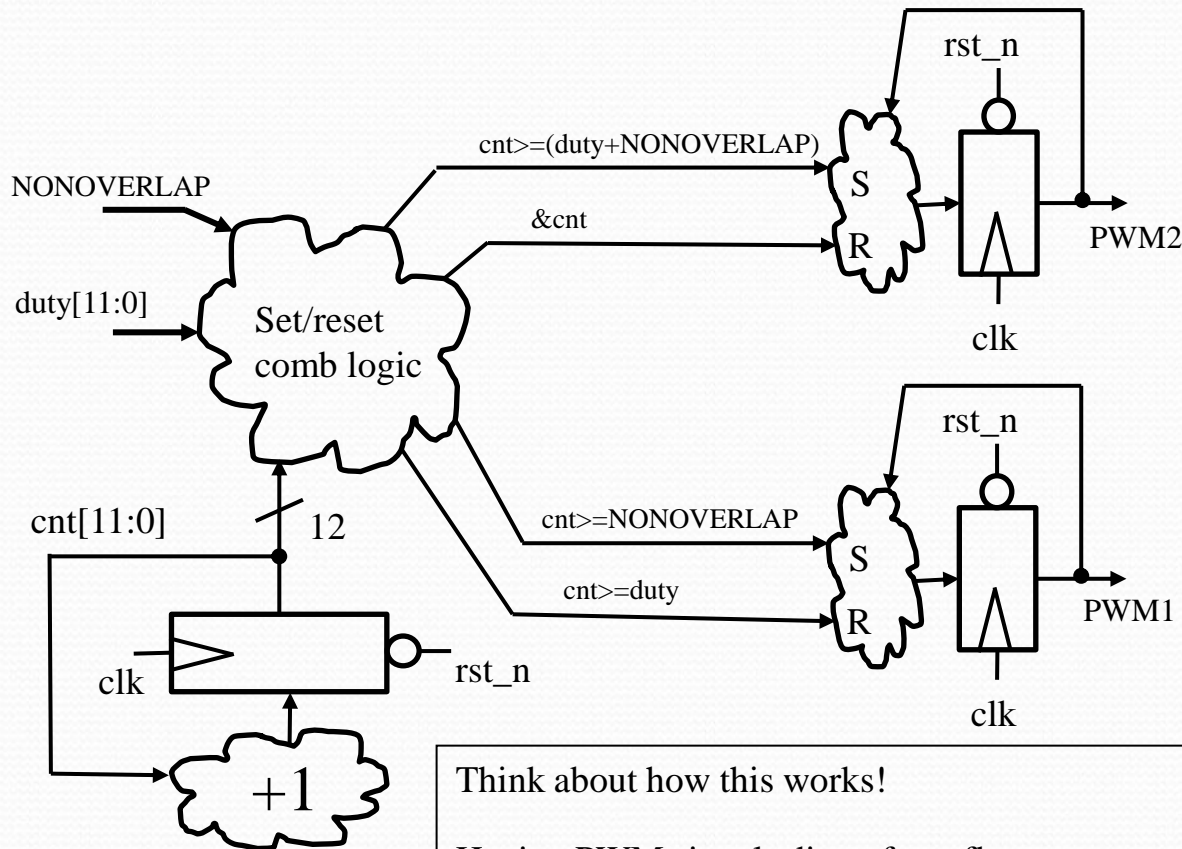 rst_n
cnt>=(duty+NONOVERLAP)
NONOVERLAP
S
&cnt
R
PWM2
duty[11:0]
Set/reset
comb logic
clk
rst_n
cnt[11:0]
12
cnt>=NONOVERLAP
S
cnt>=duty
R
PWM1
clk
rst_n
clk
+1
Think about how this works!